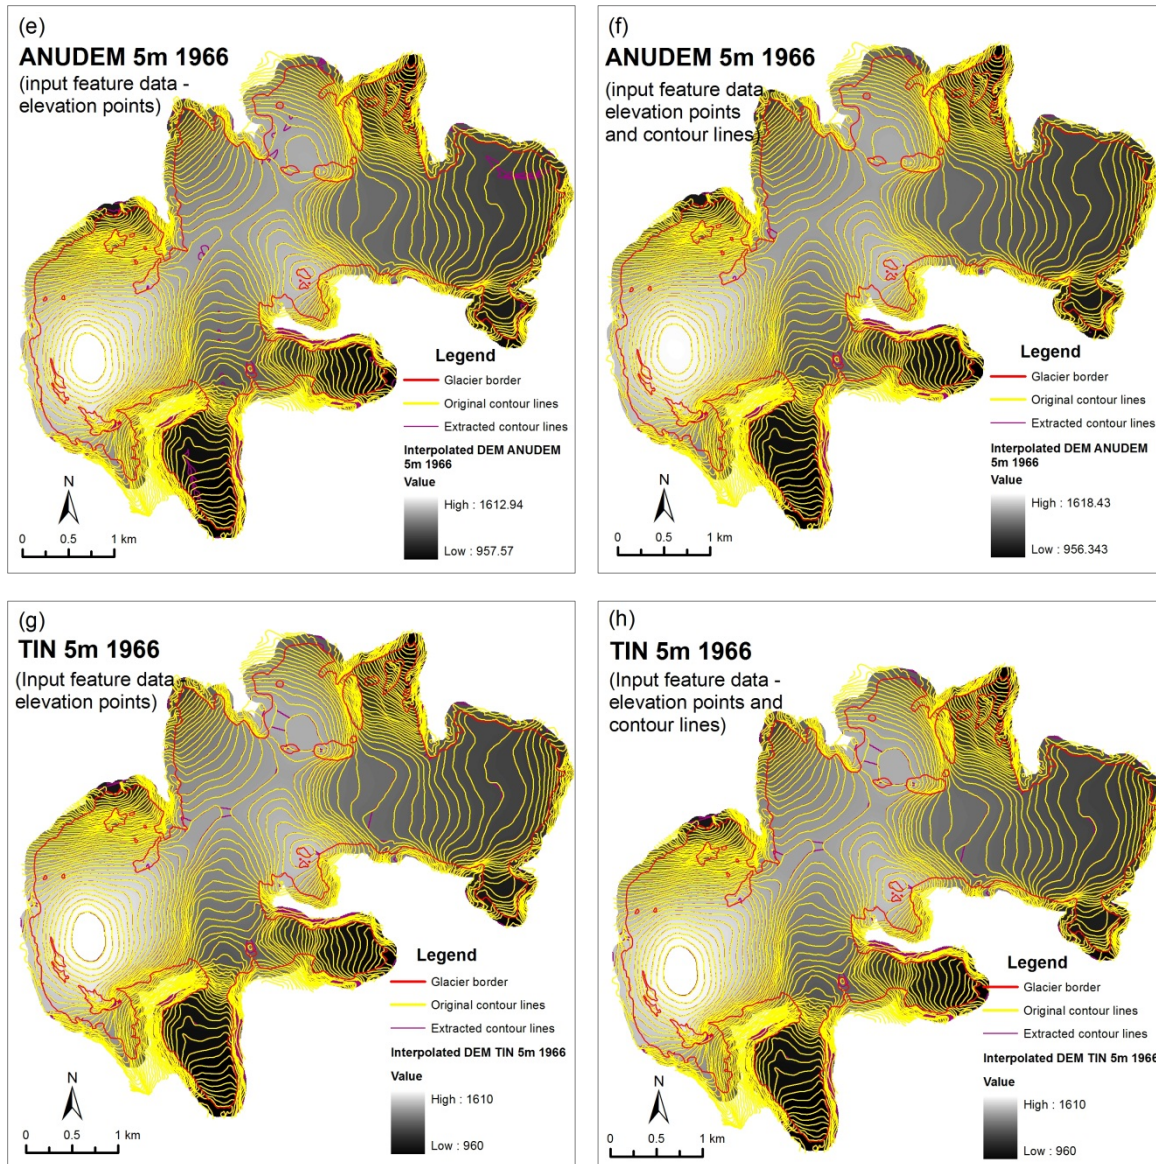 (e)
ANUDEM 5m 1966
(input feature data -
elevation points)
Legend
Glacier border
Original contour lines
Extracted contour lines
Interpolated DEM ANUDEM
5m 1966
Value
High : 1612.94
Low : 957.57
N
0 0.5 1 km
(f)
ANUDEM 5m 1966
(input feature data
elevation points
and contour lines)
Legend
Glacier border
Original contour lines
Extracted contour lines
Interpolated DEM ANUDEM
5m 1966
Value
High : 1618.43
Low : 956.343
N
0 0.5 1 km
(g)
TIN 5m 1966
(Input feature data
elevation points)
Legend
Glacier border
Original contour lines
Extracted contour lines
Interpolated DEM TIN 5m 1966
Value
High : 1610
Low : 960
N
0 0.5 1 km
(h)
TIN 5m 1966
(Input feature data -
elevation points and
contour lines)
Legend
Glacier border
Original contour lines
Extracted contour lines
Interpolated DEM TIN 5m 1966
Value
High : 1610
Low : 960
N
0 0.5 1 km